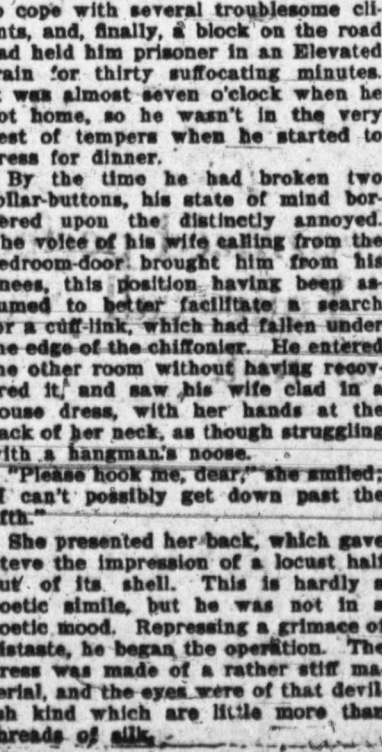 cope with several troublesome cli-
nts, and, finally, a block on the road
ad held him prisoner in an Elevated
rain for thirty suffocating minutes.
t was almost seven o'clock when he
ot home, so he wasn't in the very
est of tempers when he started to
ress for dinner.
By the time he had broken two
ollar-buttons, his state of mind bor-
ered upon the distinctly annoyed.
he voice of his wife calling from the
edroom-door brought him from his
nees, this position having been as-
umed to better facilitate a search
or a cuff-link, which had fallen under
he edge of the chiffonier. He entered
he other room without having recov-
red it, and saw his wife clad in a
ouse dress, with her hands at the
ack of her neck, as though struggling
ith a hangman's noose.
"Please hook me, dear," she smiled;
I can't possibly get down past the
fth."
She presented her back, which gave
teve the impression of a locust half
ut of its shell. This is hardly a
oetic simile, but he was not in a
oetic mood. Repressing a grimace of
istaste, he began the operation. The
ress was made of a rather stiff ma-
erial, and the eyes were of that devil-
sh kind which are little more than
hreads of silk.